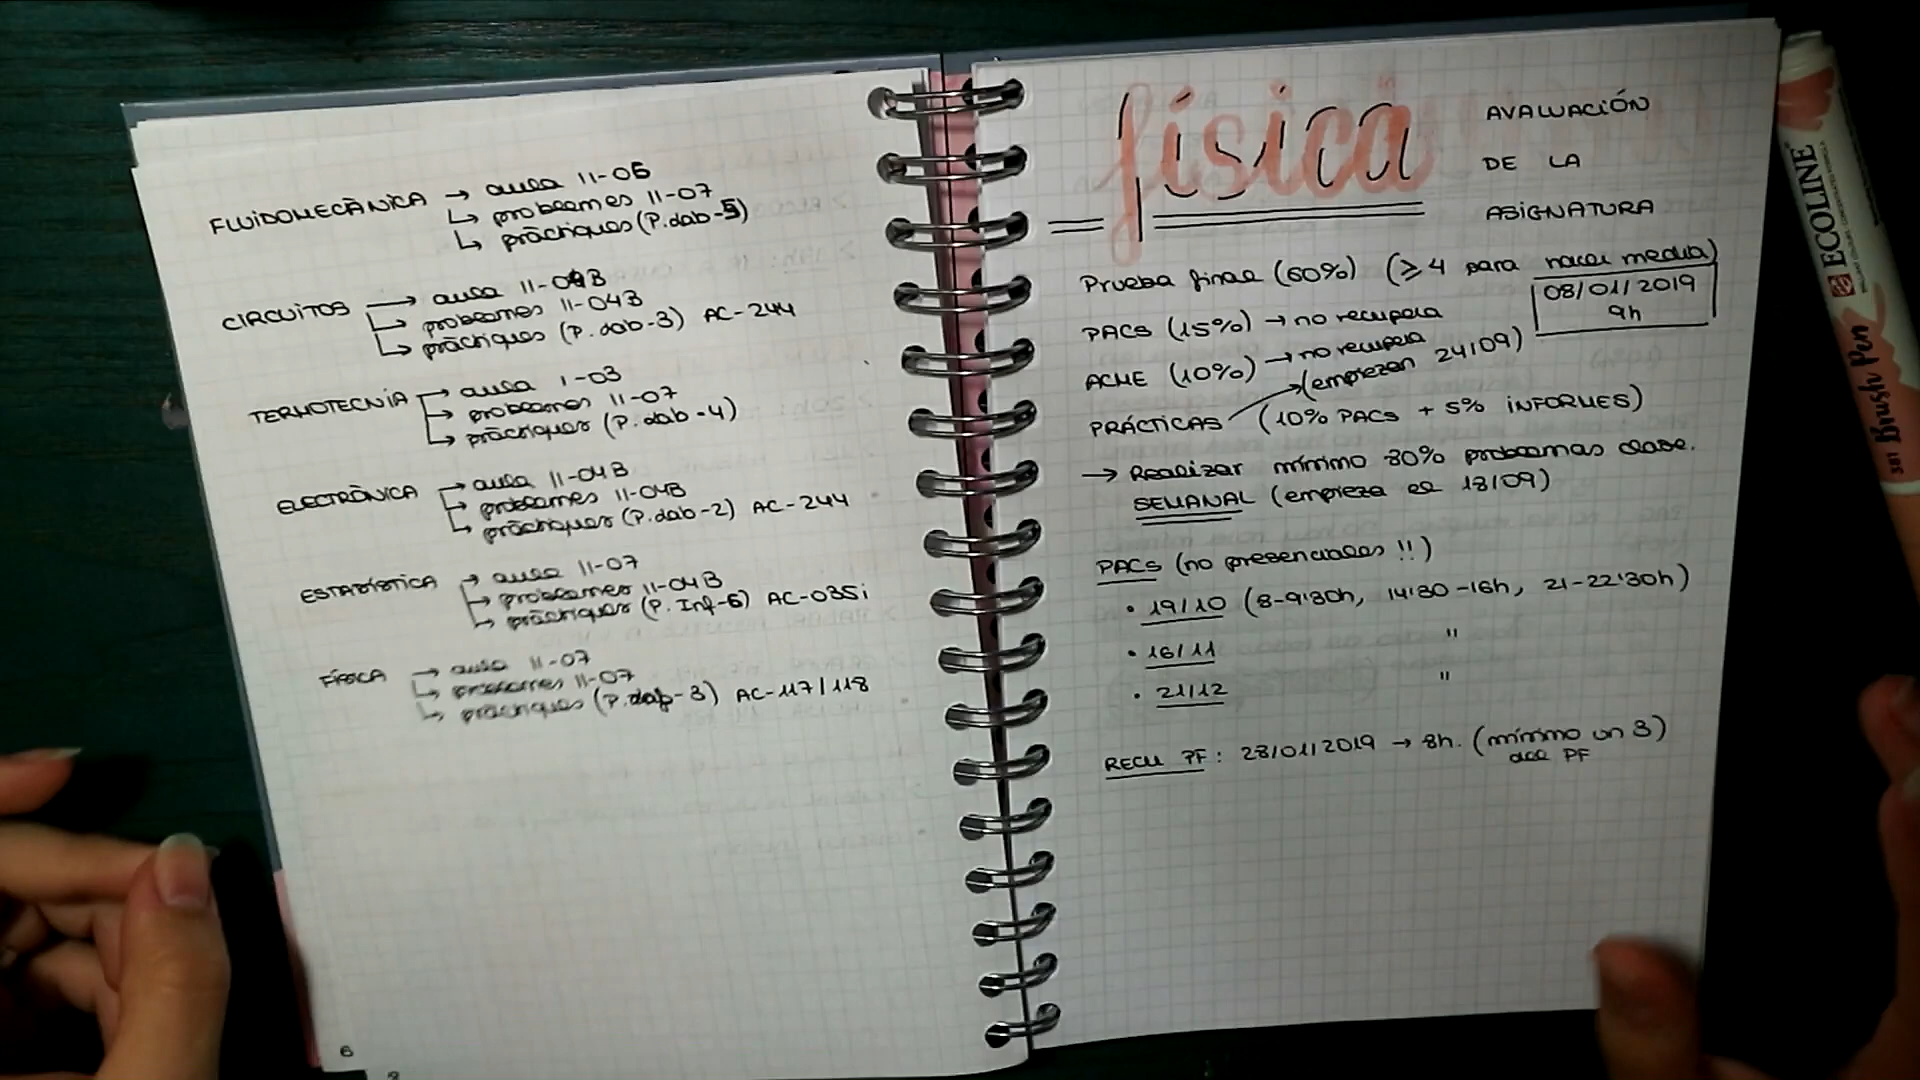 FLUIDOMECÀNICA → aula 11-06
↳ problemes 11-07
↳ pràctiques (P. lab-5)
CIRCUITOS → aula 11-04B
↳ problemes 11-04B
↳ pràctiques (P. lab-3) AC-244
TERMOTECNIA → aula 1-03
→ problemes 11-07
↳ pràctiques (P. lab-4)
ELECTRÒNICA → aula 11-04B
→ problemes 11-04B
↳ pràctiques (P. lab-2) AC-244
ESTADÍSTICA → aula 11-07
→ problemes 11-04B
↳ pràctiques (P. Inf-6) AC-035i
FÍSICA → aula 11-07
↳ problemes 11-07
↳ pràctiques (P. lab-3) AC-117/118
6
física
AVALUACIÓN
DE LA
ASIGNATURA
Prueba final (60%) (≥4 para hacer media)
08/01/2019
9h
PACS (15%) → no recupera
ACME (10%) → no recupera
(empiezan 24/09)
PRÁCTICAS (10% PACS + 5% INFORMES)
→ Realizar mínimo 80% problemas clase.
SEMANAL (empieza el 18/09)
PACS (no presenciales !!)
• 19/10 (8-9'30h, 14'30-16h, 21-22'30h)
• 16/11 "
• 21/12 "
RECU PF: 28/01/2019 → 8h. (mínimo un 3)
del PF
ECOLINE
Brush Pen
381